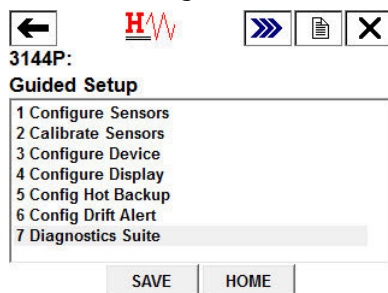 H
3144P:
Guided Setup
1 Configure Sensors
2 Calibrate Sensors
3 Configure Device
4 Configure Display
5 Config Hot Backup
6 Config Drift Alert
7 Diagnostics Suite
SAVE HOME